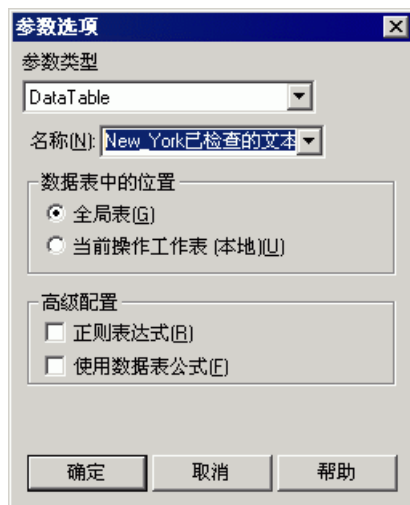 参数选项
参数类型
DataTable
名称(N): New_York已检查的文本
数据表中的位置
全局表(G)
当前操作工作表 (本地)(U)
高级配置
正则表达式(R)
使用数据表公式(F)
确定 取消 帮助